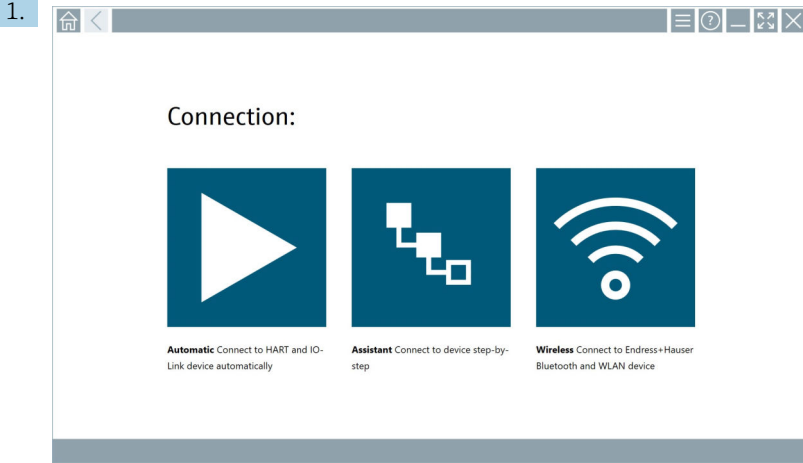 1.
Connection:
Automatic Connect to HART and IO-
Link device automatically
Assistant Connect to device step-by-
step
Wireless Connect to Endress+Hauser
Bluetooth and WLAN device